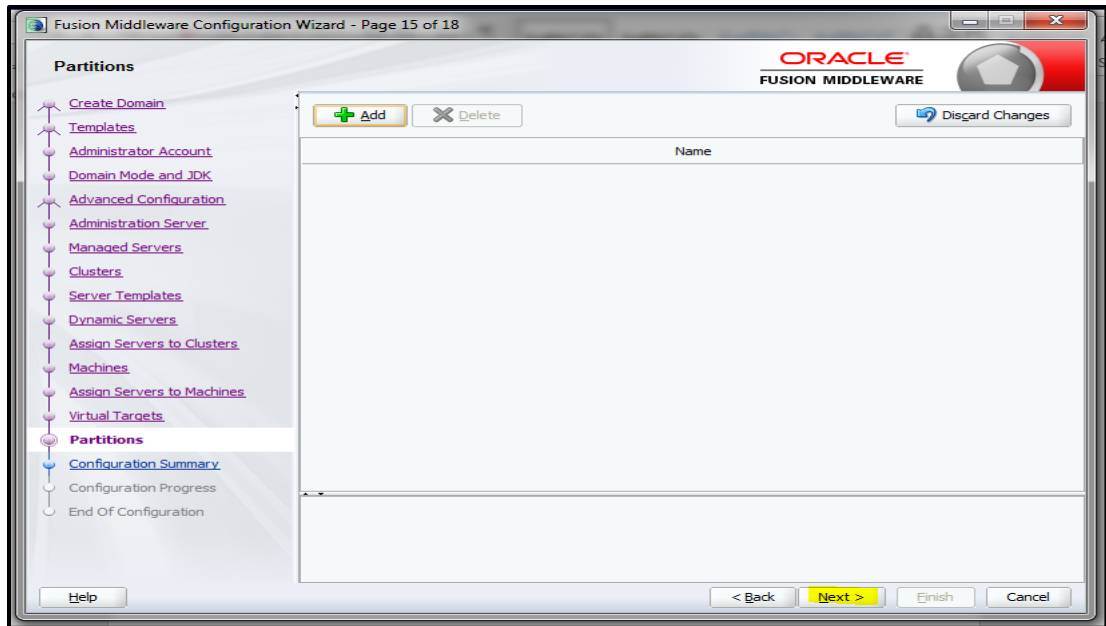 Fusion Middleware Configuration Wizard - Page 15 of 18
Partitions
ORACLE
FUSION MIDDLEWARE
Create Domain
Templates
Administrator Account
Domain Mode and JDK
Advanced Configuration
Administration Server
Managed Servers
Clusters
Server Templates
Dynamic Servers
Assign Servers to Clusters
Machines
Assign Servers to Machines
Virtual Targets
Partitions
Configuration Summary
Configuration Progress
End Of Configuration
Add Delete Discard Changes
Name
Help < Back Next > Finish Cancel